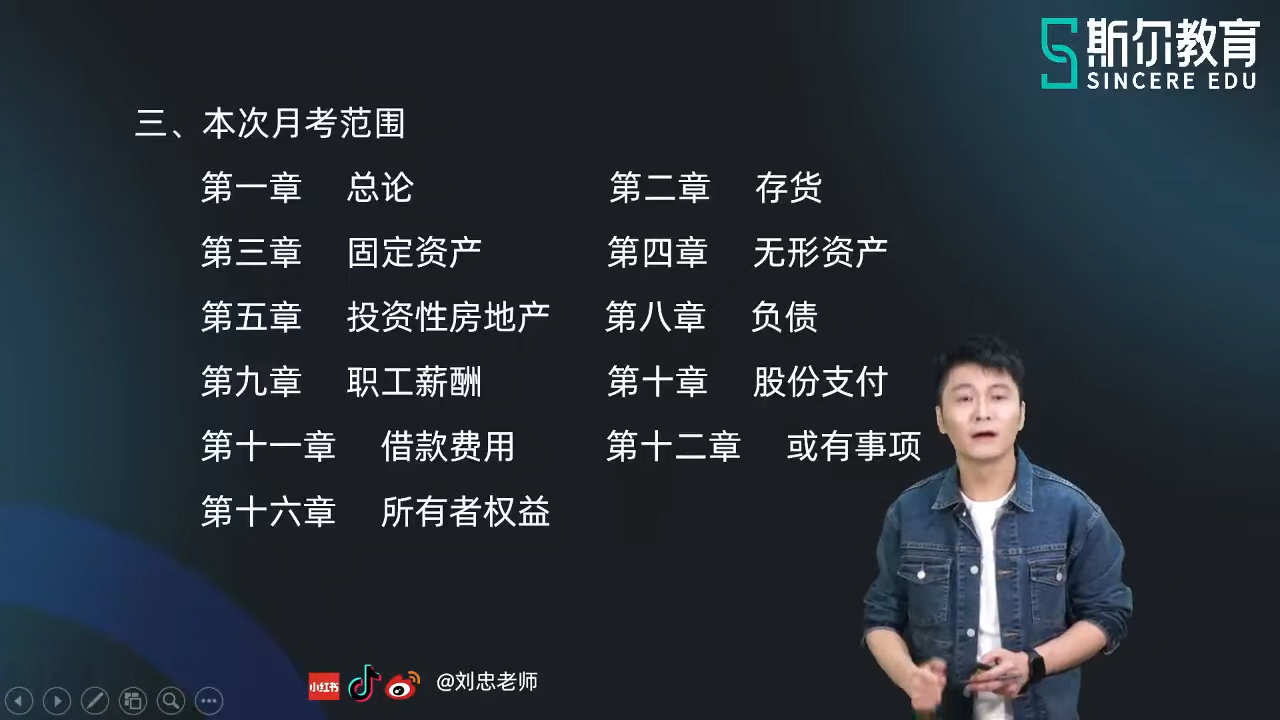 斯尔教育
SINCERE EDU
三、本次月考范围
第一章 总论 第二章 存货
第三章 固定资产 第四章 无形资产
第五章 投资性房地产 第八章 负债
第九章 职工薪酬 第十章 股份支付
第十一章 借款费用 第十二章 或有事项
第十六章 所有者权益
小红书 @刘忠老师